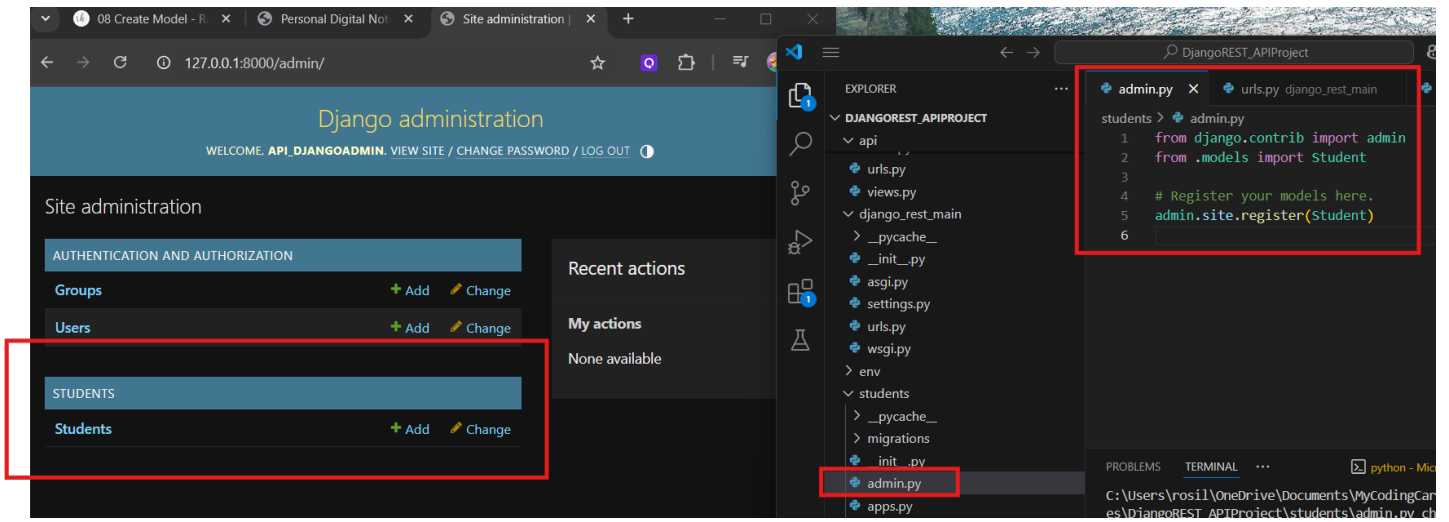 08 Create Model - R
Personal Digital Not
Site administration |
127.0.0.1:8000/admin/
Django administration
WELCOME, API_DJANGOADMIN. VIEW SITE / CHANGE PASSWORD / LOG OUT
Site administration
AUTHENTICATION AND AUTHORIZATION
Groups + Add Change
Users + Add Change
STUDENTS
Students + Add Change
Recent actions
My actions
None available
DjangoREST_APIProject
EXPLORER ...
DJANGOREST_APIPROJECT
api
urls.py
views.py
django_rest_main
__pycache__
__init__.py
asgi.py
settings.py
urls.py
wsgi.py
env
students
__pycache__
migrations
__init__.py
admin.py
apps.py
1
1
admin.py
urls.py django_rest_main
students > admin.py
1 from django.contrib import admin
2 from .models import Student
3
4 # Register your models here.
5 admin.site.register(Student)
6
PROBLEMS TERMINAL ... python - Mic
C:\Users\rosil\OneDrive\Documents\MyCodingCar
es\DjangoREST_APIProject\students\admin.py ch